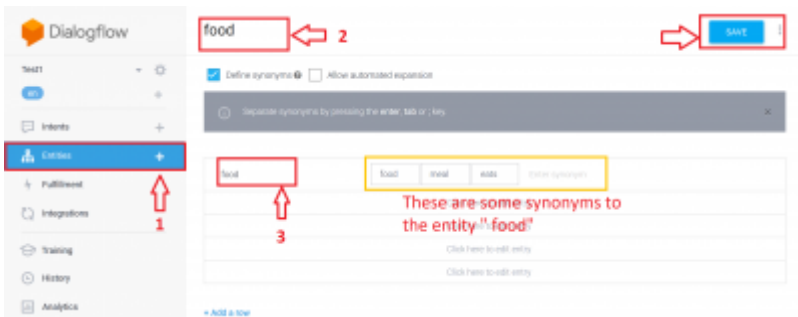 Dialogflow
food
2
SAVE
Test1
Define synonyms
Allow automated expansion
en
Separate synonyms by pressing the enter, tab or ; key.
Intents
Entities
food
food
meal
eats
Enter synonym
Fulfillment
These are some synonyms to
the entity " food"
Integrations
1
3
Click here to edit entry
Click here to edit entry
Training
History
Analytics
+ Add a row